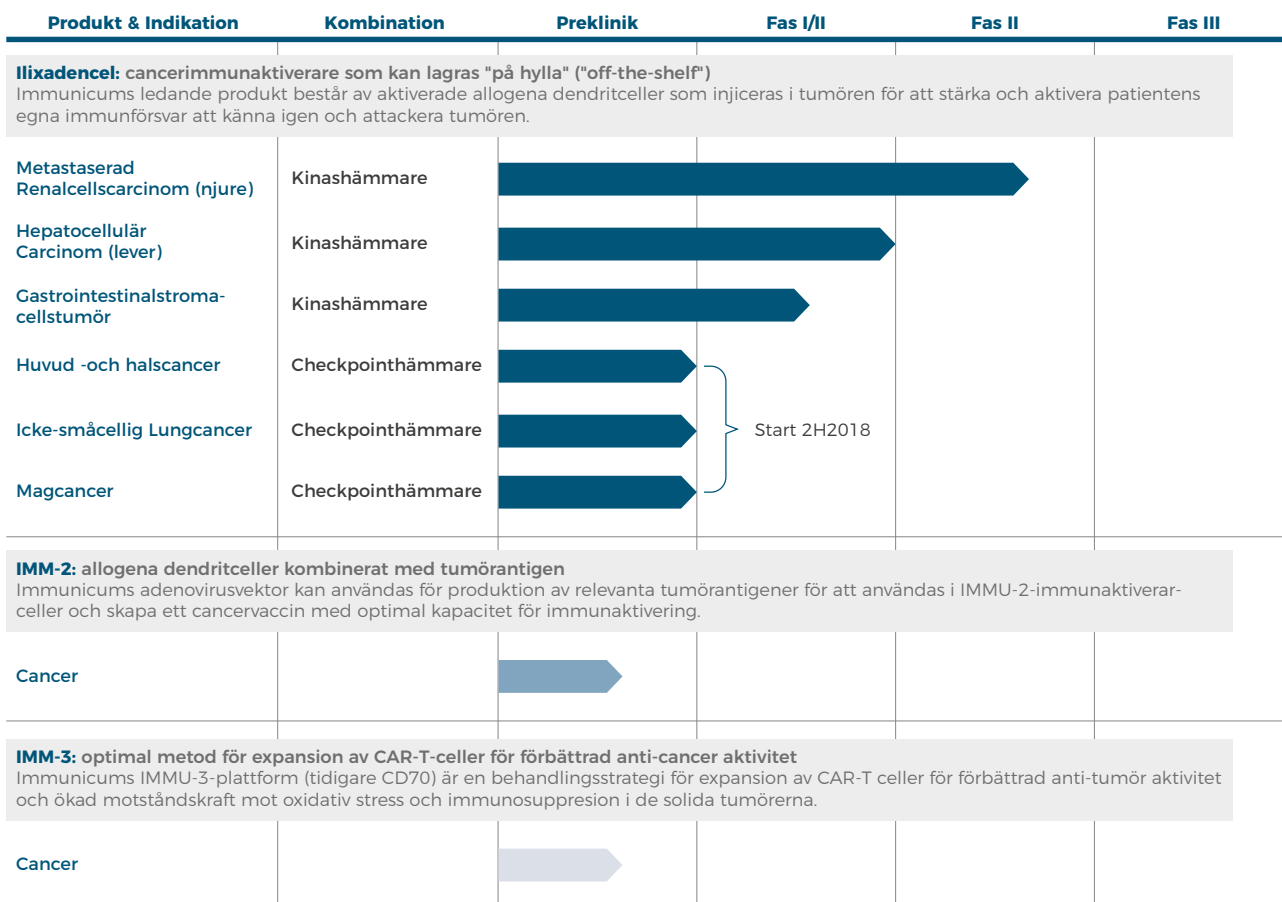 Produkt & Indikation Kombination Preklinik Fas I/II Fas II Fas III
Ilixadencel: cancerimmunaktiverare som kan lagras "på hylla" ("off-the-shelf")
Immunicums ledande produkt består av aktiverade allogena dendritceller som injiceras i tumören för att stärka och aktivera patientens
egna immunförsvar att känna igen och attackera tumören.
Metastaserad
Renalcellscarcinom (njure)
Kinashämmare
Hepatocellulär
Carcinom (lever)
Kinashämmare
Gastrointestinalstroma-
cellstumör
Kinashämmare
Huvud -och halscancer Checkpointhämmare
Icke-småcellig Lungcancer Checkpointhämmare Start 2H2018
Magcancer Checkpointhämmare
IMM-2: allogena dendritceller kombinerat med tumörantigen
Immunicums adenovirusvektor kan användas för produktion av relevanta tumörantigener för att användas i IMMU-2-immunaktiverar-
celler och skapa ett cancervaccin med optimal kapacitet för immunaktivering.
Cancer
IMM-3: optimal metod för expansion av CAR-T-celler för förbättrad anti-cancer aktivitet
Immunicums IMMU-3-plattform (tidigare CD70) är en behandlingsstrategi för expansion av CAR-T celler för förbättrad anti-tumör aktivitet
och ökad motståndskraft mot oxidativ stress och immunosuppresion i de solida tumörerna.
Cancer